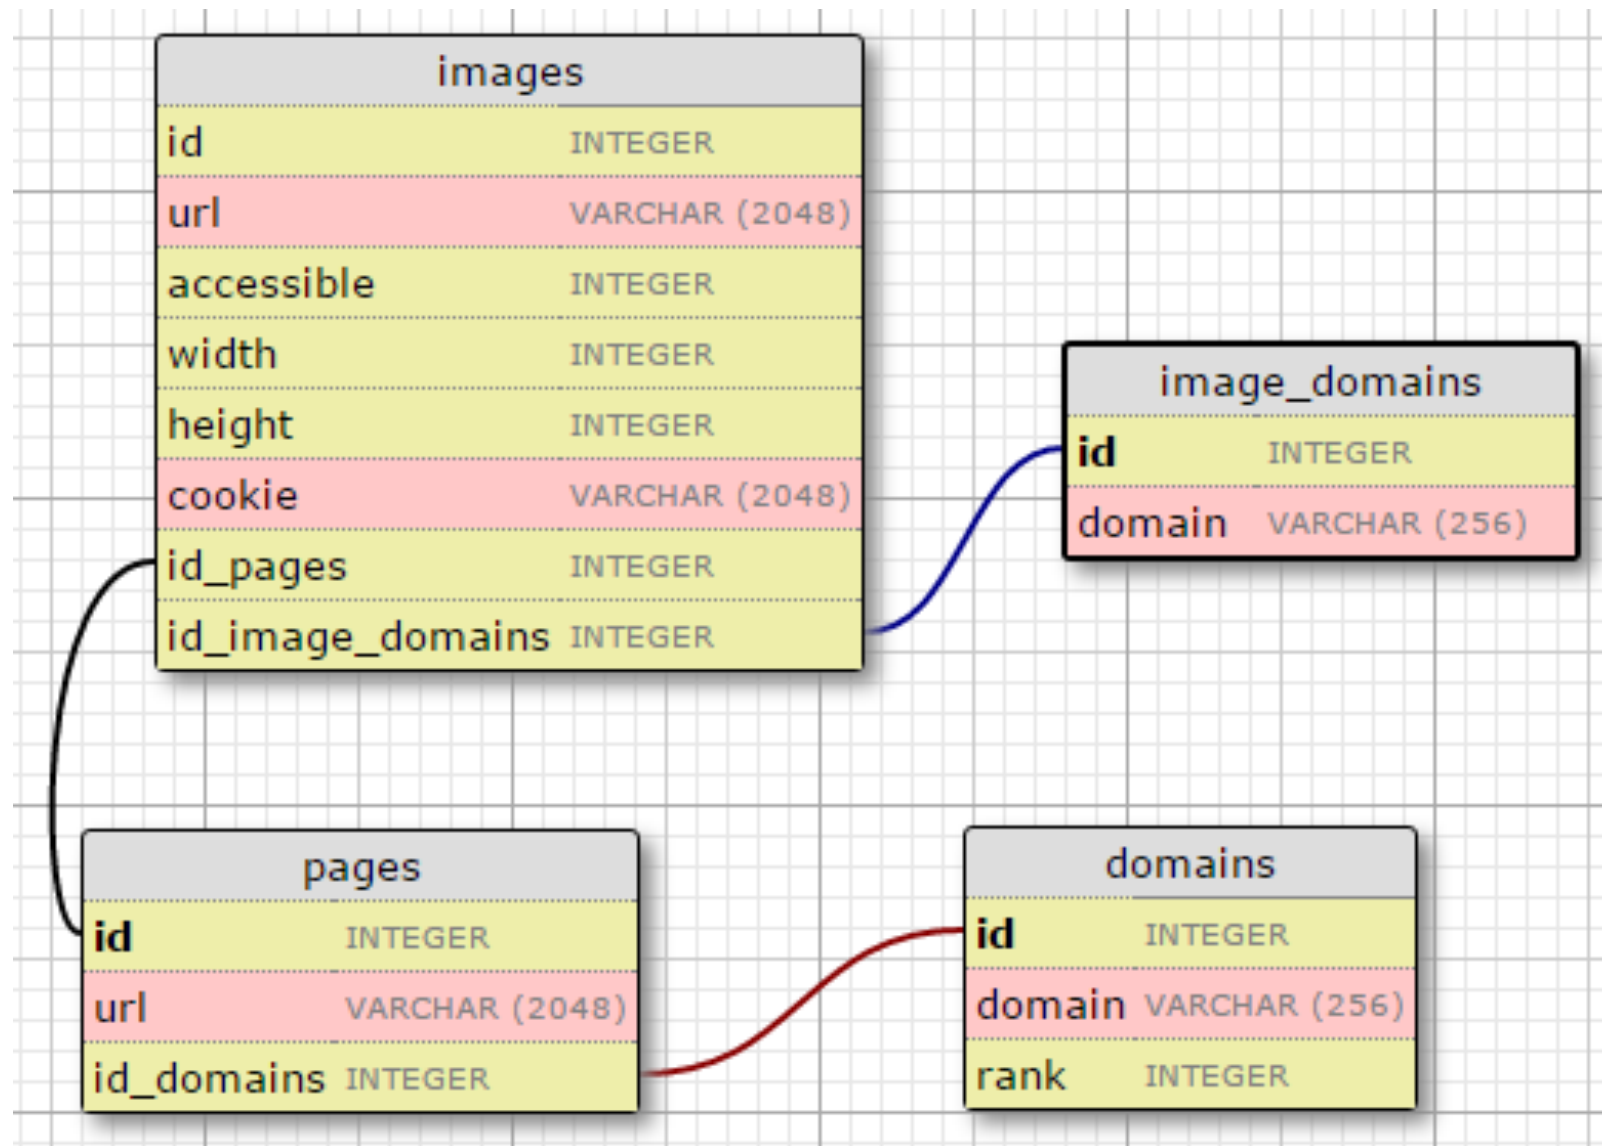 images
id INTEGER
url VARCHAR (2048)
accessible INTEGER
width INTEGER
height INTEGER
cookie VARCHAR (2048)
id_pages INTEGER
id_image_domains INTEGER
image_domains
id INTEGER
domain VARCHAR (256)
pages
id INTEGER
url VARCHAR (2048)
id_domains INTEGER
domains
id INTEGER
domain VARCHAR (256)
rank INTEGER